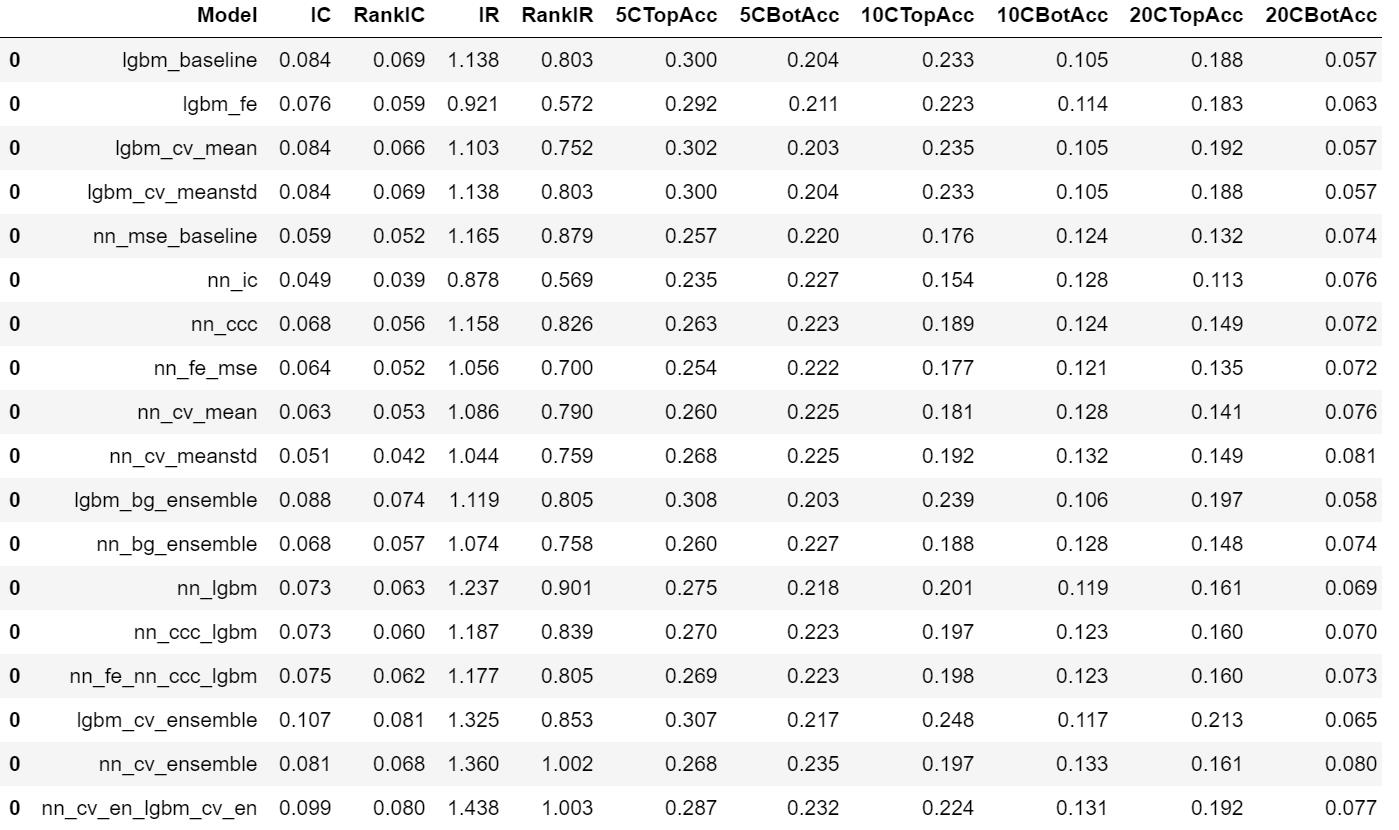 Model IC RankIC IR RankIR 5CTopAcc 5CBotAcc 10CTopAcc 10CBotAcc 20CTopAcc 20CBotAcc
0 lgbm_baseline 0.084 0.069 1.138 0.803 0.300 0.204 0.233 0.105 0.188 0.057
0 lgbm_fe 0.076 0.059 0.921 0.572 0.292 0.211 0.223 0.114 0.183 0.063
0 lgbm_cv_mean 0.084 0.066 1.103 0.752 0.302 0.203 0.235 0.105 0.192 0.057
0 lgbm_cv_meanstd 0.084 0.069 1.138 0.803 0.300 0.204 0.233 0.105 0.188 0.057
0 nn_mse_baseline 0.059 0.052 1.165 0.879 0.257 0.220 0.176 0.124 0.132 0.074
0 nn_ic 0.049 0.039 0.878 0.569 0.235 0.227 0.154 0.128 0.113 0.076
0 nn_ccc 0.068 0.056 1.158 0.826 0.263 0.223 0.189 0.124 0.149 0.072
0 nn_fe_mse 0.064 0.052 1.056 0.700 0.254 0.222 0.177 0.121 0.135 0.072
0 nn_cv_mean 0.063 0.053 1.086 0.790 0.260 0.225 0.181 0.128 0.141 0.076
0 nn_cv_meanstd 0.051 0.042 1.044 0.759 0.268 0.225 0.192 0.132 0.149 0.081
0 lgbm_bg_ensemble 0.088 0.074 1.119 0.805 0.308 0.203 0.239 0.106 0.197 0.058
0 nn_bg_ensemble 0.068 0.057 1.074 0.758 0.260 0.227 0.188 0.128 0.148 0.074
0 nn_lgbm 0.073 0.063 1.237 0.901 0.275 0.218 0.201 0.119 0.161 0.069
0 nn_ccc_lgbm 0.073 0.060 1.187 0.839 0.270 0.223 0.197 0.123 0.160 0.070
0 nn_fe_nn_ccc_lgbm 0.075 0.062 1.177 0.805 0.269 0.223 0.198 0.123 0.160 0.073
0 lgbm_cv_ensemble 0.107 0.081 1.325 0.853 0.307 0.217 0.248 0.117 0.213 0.065
0 nn_cv_ensemble 0.081 0.068 1.360 1.002 0.268 0.235 0.197 0.133 0.161 0.080
0 nn_cv_en_lgbm_cv_en 0.099 0.080 1.438 1.003 0.287 0.232 0.224 0.131 0.192 0.077